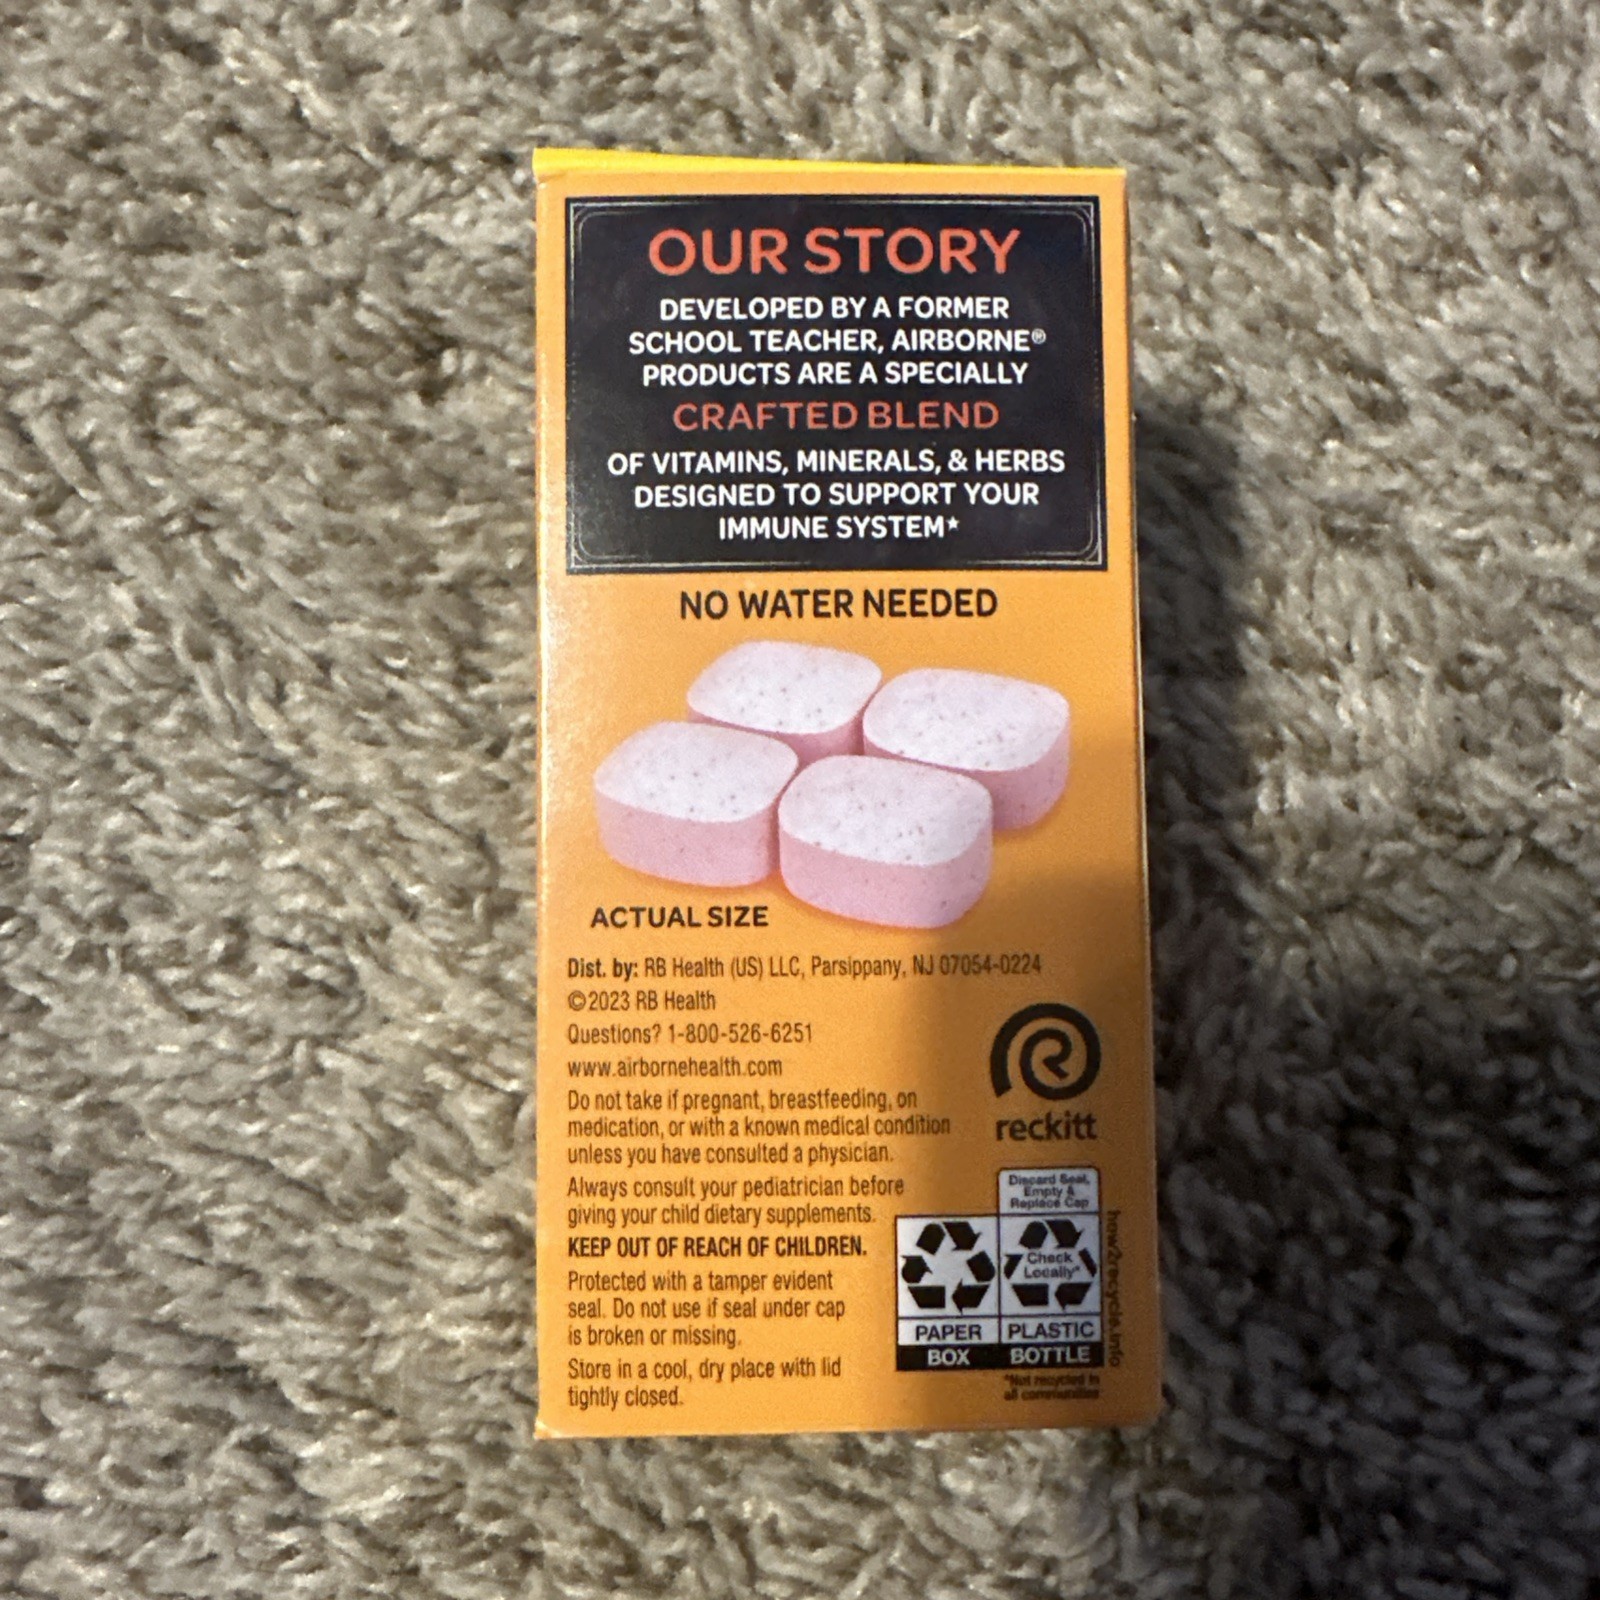 OUR STORY
DEVELOPED BY A FORMER
SCHOOL TEACHER, AIRBORNE®
PRODUCTS ARE A SPECIALLY
CRAFTED BLEND
OF VITAMINS, MINERALS, & HERBS
DESIGNED TO SUPPORT YOUR
IMMUNE SYSTEM*
NO WATER NEEDED
ACTUAL SIZE
Dist. by: RB Health (US) LLC, Parsippany, NJ 07054-0224
©2023 RB Health
Questions? 1-800-526-6251
www.airbornehealth.com
Do not take if pregnant, breastfeeding, on
medication, or with a known medical condition
unless you have consulted a physician.
Always consult your pediatrician before
giving your child dietary supplements.
KEEP OUT OF REACH OF CHILDREN.
Protected with a tamper evident
seal. Do not use if seal under cap
is broken or missing.
Store in a cool, dry place with lid
tightly closed.
reckitt
Discard Seal,
Empty &
Replace Cap
Check
Locally*
PAPER
PLASTIC
BOX
BOTTLE
*Not recycled in
all communities
how2recycle.info